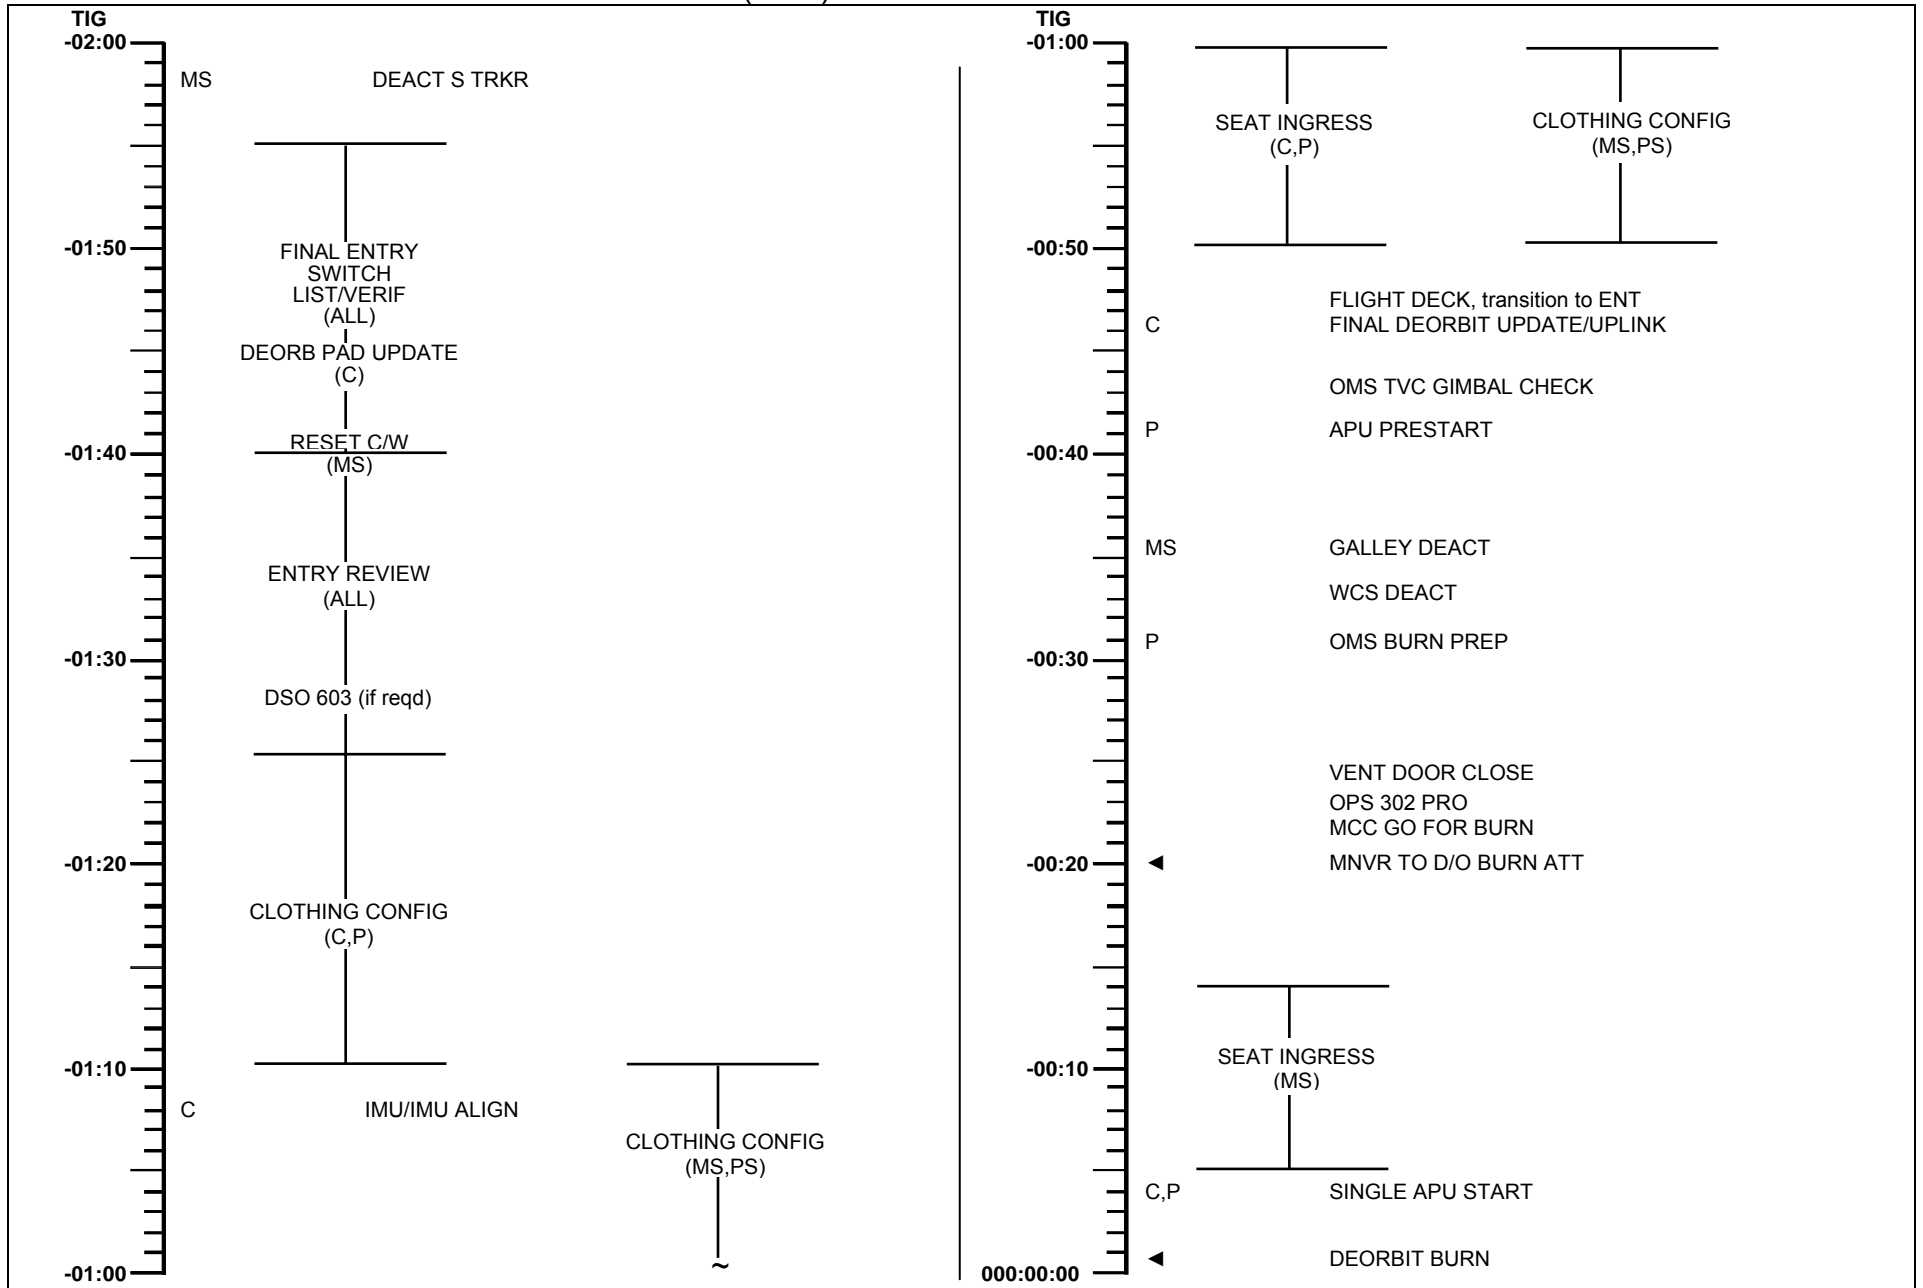 TIG
-02:00
MS DEACT S TRKR
-01:50
FINAL ENTRY
SWITCH
LIST/VERIF
(ALL)
DEORB PAD UPDATE
(C)
RESET C/W
-01:40
(MS)
ENTRY REVIEW
(ALL)
-01:30
DSO 603 (if reqd)
-01:20
CLOTHING CONFIG
(C,P)
-01:10
C IMU/IMU ALIGN
CLOTHING CONFIG
(MS,PS)
~
-01:00
TIG
-01:00
SEAT INGRESS
(C,P)
CLOTHING CONFIG
(MS,PS)
-00:50
FLIGHT DECK, transition to ENT
C FINAL DEORBIT UPDATE/UPLINK
OMS TVC GIMBAL CHECK
P APU PRESTART
-00:40
MS GALLEY DEACT
WCS DEACT
P OMS BURN PREP
-00:30
VENT DOOR CLOSE
OPS 302 PRO
MCC GO FOR BURN
-00:20 ◄ MNVR TO D/O BURN ATT
SEAT INGRESS
-00:10
(MS)
C,P SINGLE APU START
◄ DEORBIT BURN
000:00:00